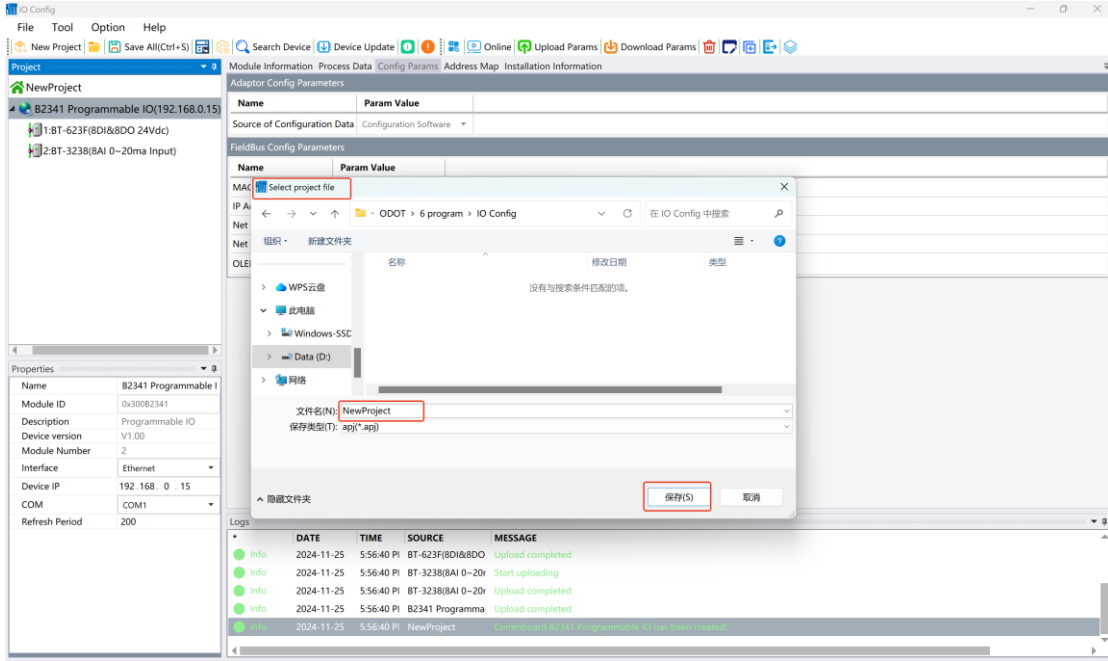 IO Config
File Tool Option Help
New Project Save All(Ctrl+S) Search Device Device Update Online Upload Params Download Params
Project
Module Information Process Data Config Params Address Map Installation Information
NewProject
B2341 Programmable IO(192.168.0.15)
1:BT-623F(8DI&8DO 24Vdc)
2:BT-3238(8AI 0~20ma Input)
Adaptor Config Parameters
Name Param Value
Source of Configuration Data Configuration Software
FieldBus Config Parameters
Name Param Value
MAC
IP A
Net
Net
OLE
Select project file
ODOT › 6 program › IO Config
在 IO Config 中搜索
组织 新建文件夹
名称 修改日期 类型
没有与搜索条件匹配的项。
WPS云盘
此电脑
Windows-SSD
Data (D:)
网络
文件名(N): NewProject
保存类型(T): apj(*.apj)
隐藏文件夹
保存(S) 取消
Properties
Name B2341 Programmable I
Module ID 0x300B2341
Description Programmable IO
Device version V1.00
Module Number 2
Interface Ethernet
Device IP 192.168. 0 . 15
COM COM1
Refresh Period 200
Logs
DATE TIME SOURCE MESSAGE
Info 2024-11-25 5:56:40 PI BT-623F(8DI&8DO Upload completed
Info 2024-11-25 5:56:40 PI BT-3238(8AI 0~20r Start uploading
Info 2024-11-25 5:56:40 PI BT-3238(8AI 0~20r Upload completed
Info 2024-11-25 5:56:40 PI B2341 Programma Upload completed
Info 2024-11-25 5:56:40 PI NewProject Commboard B2341 Programmable IO has been created!